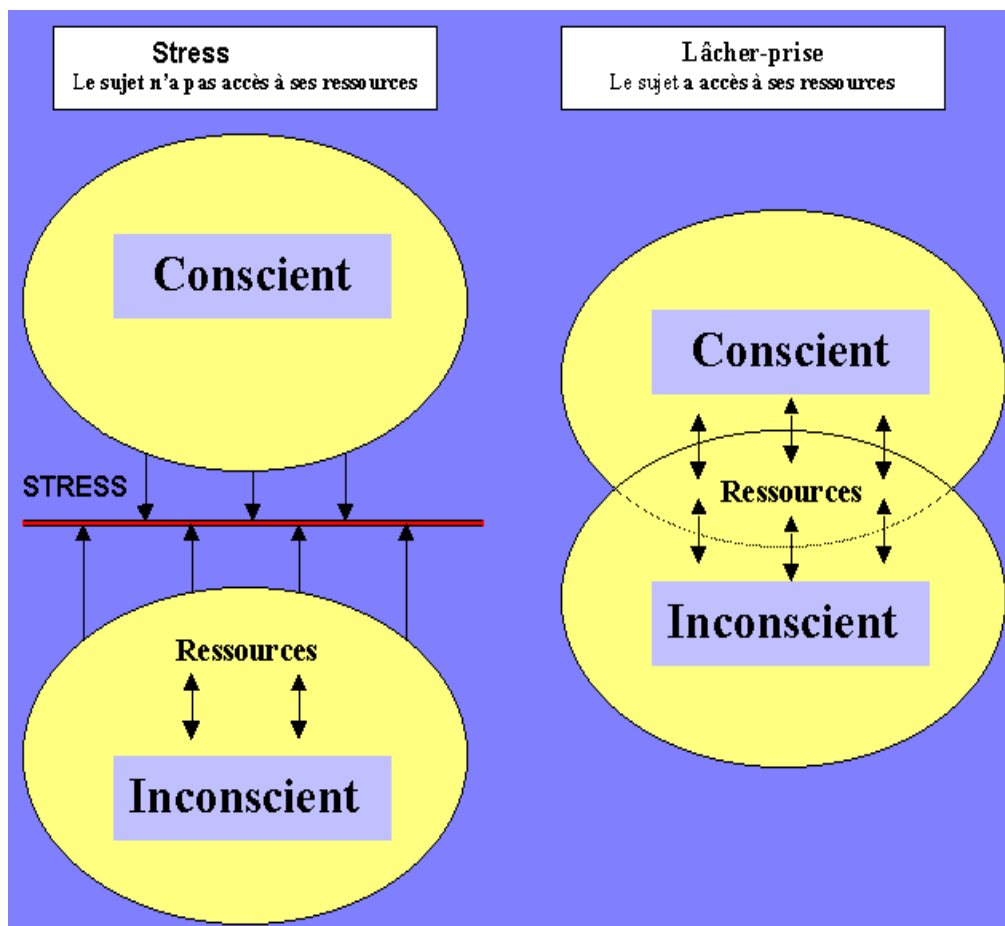 Stress
Le sujet n'a pas accès à ses ressources
Conscient
STRESS
Ressources
Inconscient
Lâcher-prise
Le sujet a accès à ses ressources
Conscient
Ressources
Inconscient